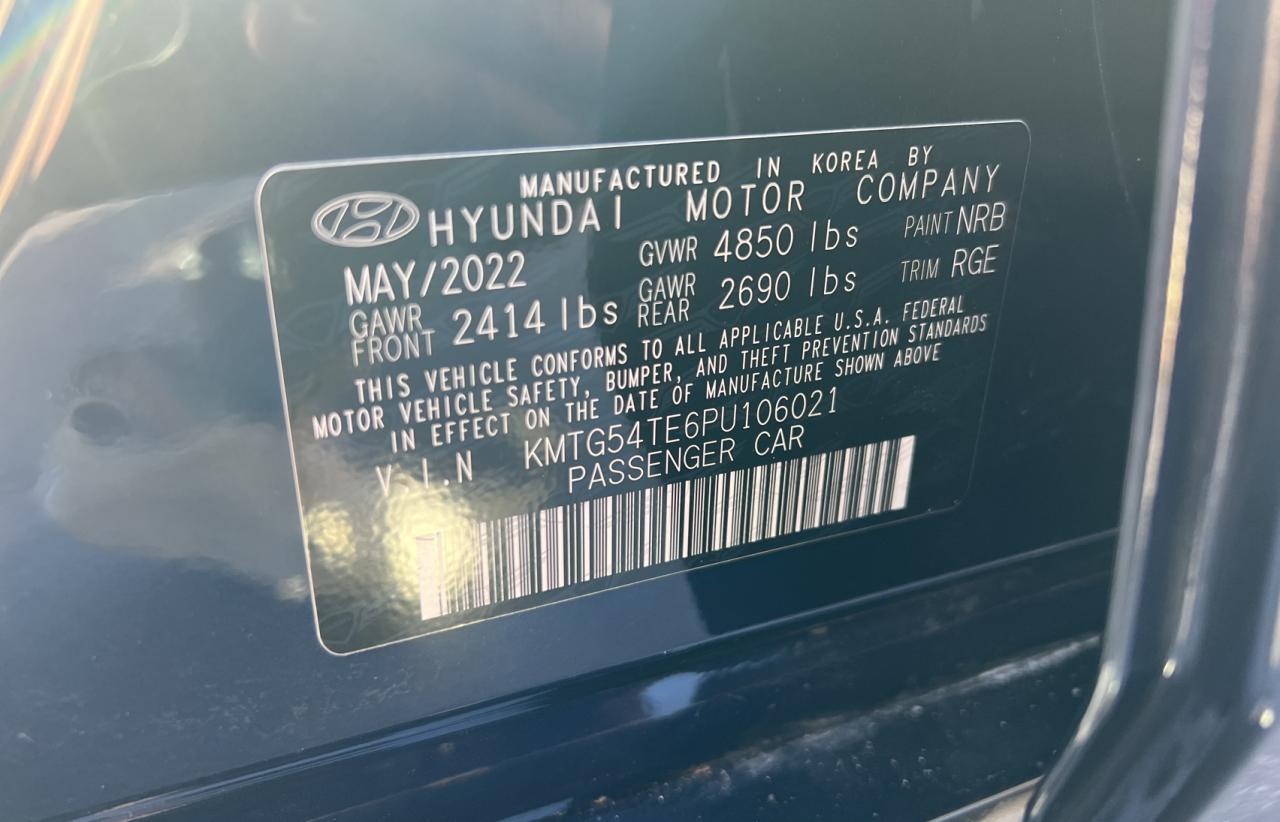 MANUFACTURED IN KOREA BY
HYUNDAI MOTOR COMPANY
MAY/2022 GVWR 4850 lbs PAINT NRB
GAWR FRONT 2414 lbs GAWR REAR 2690 lbs TRIM RGE
THIS VEHICLE CONFORMS TO ALL APPLICABLE U.S.A. FEDERAL
MOTOR VEHICLE SAFETY, BUMPER, AND THEFT PREVENTION STANDARDS
IN EFFECT ON THE DATE OF MANUFACTURE SHOWN ABOVE
V.I.N KMTG54TE6PU106021
PASSENGER CAR